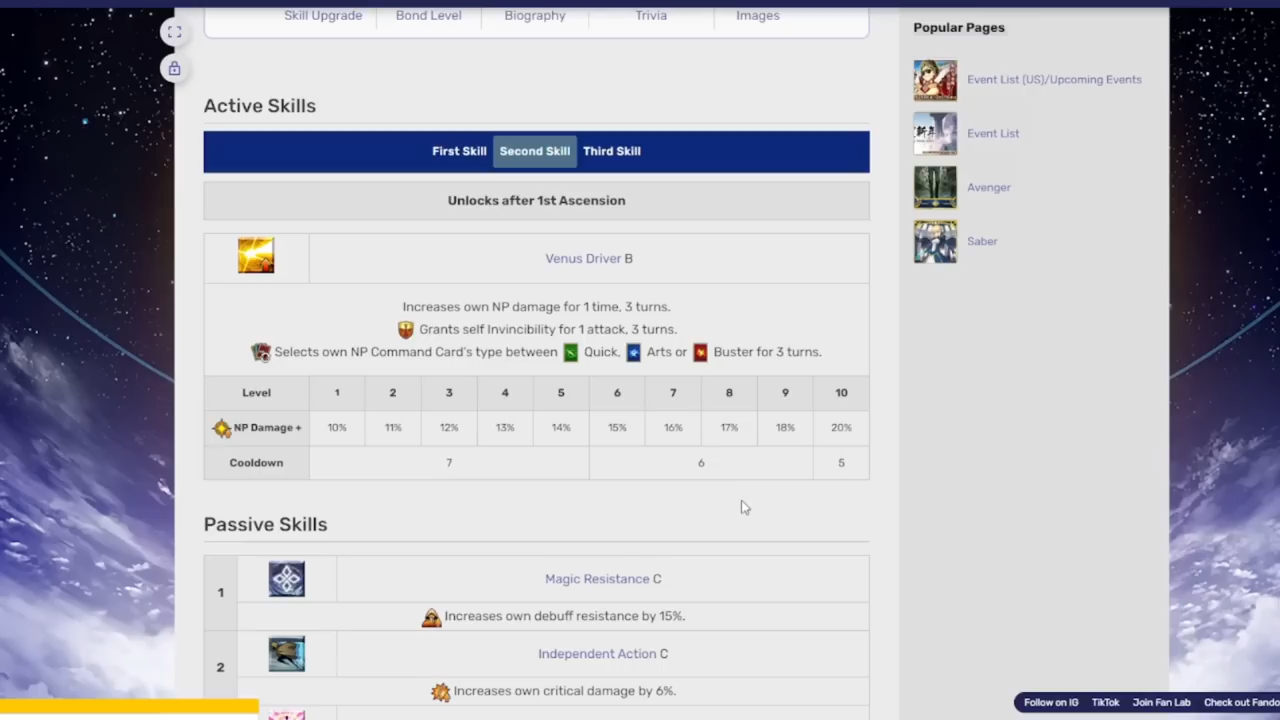 Skill Upgrade Bond Level Biography Trivia Images
Popular Pages
Event List (US)/Upcoming Events
Event List
Avenger
Saber
Active Skills
First Skill Second Skill Third Skill
Unlocks after 1st Ascension
Venus Driver B
Increases own NP damage for 1 time, 3 turns.
Grants self Invincibility for 1 attack, 3 turns.
Selects own NP Command Card's type between Quick, Arts or Buster for 3 turns.
Level 1 2 3 4 5 6 7 8 9 10
NP Damage + 10% 11% 12% 13% 14% 15% 16% 17% 18% 20%
Cooldown 7 6 5
Passive Skills
1 Magic Resistance C
Increases own debuff resistance by 15%.
2 Independent Action C
Increases own critical damage by 6%.
Follow on IG TikTok Join Fan Lab Check out Fando